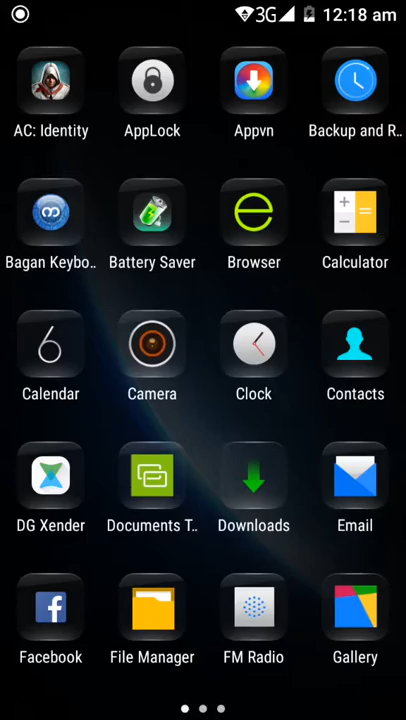 3G 12:18 am
AC: Identity AppLock Appvn Backup and R..
Bagan Keybo.. Battery Saver Browser Calculator
6
Calendar Camera Clock Contacts
DG Xender Documents T.. Downloads Email
f
Facebook File Manager FM Radio Gallery